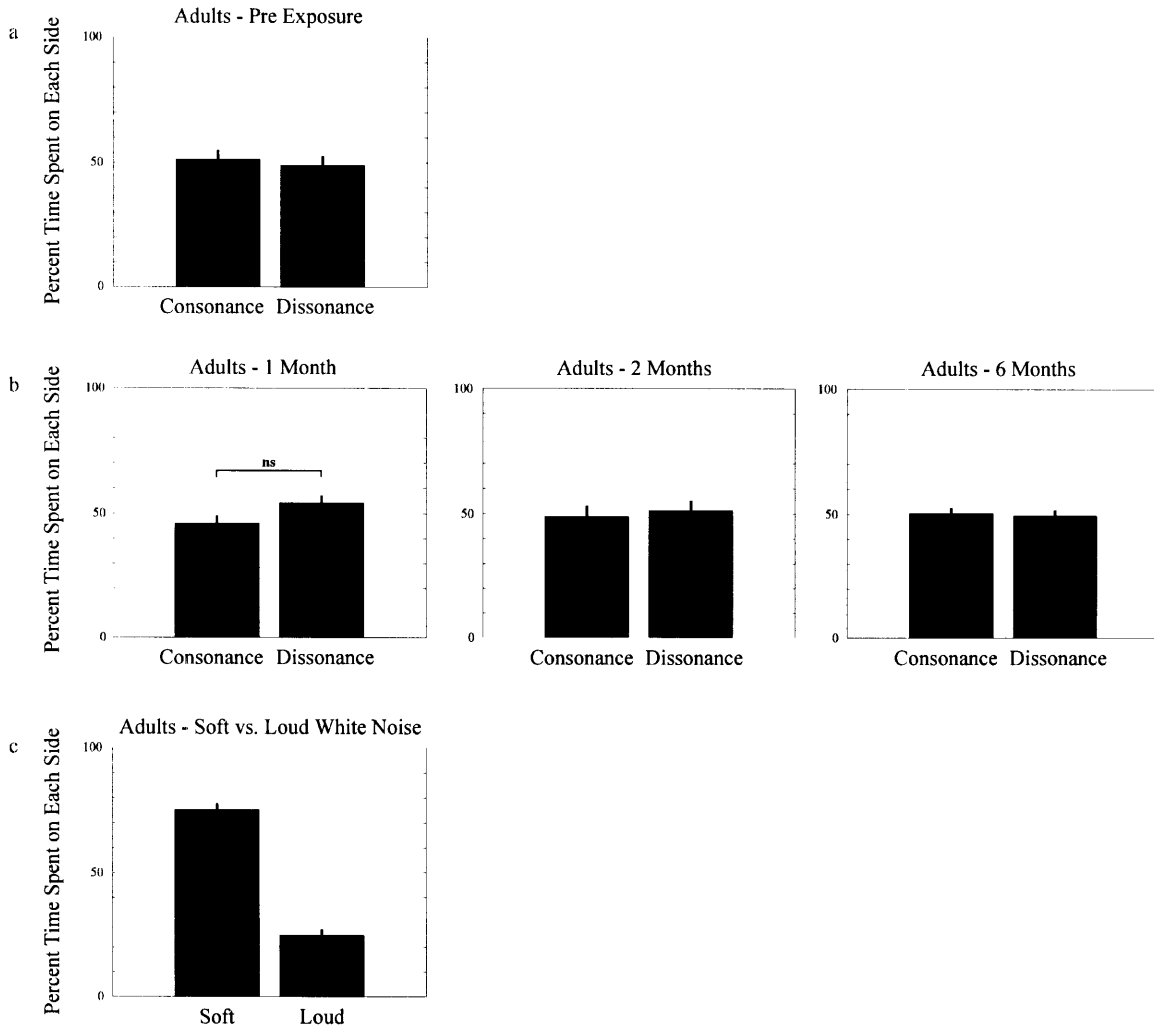 a
Adults - Pre Exposure
Percent Time Spent on Each Side
100
50
0
Consonance Dissonance
b
Adults - 1 Month
Percent Time Spent on Each Side
100
50
0
ns
Consonance Dissonance
Adults - 2 Months
100
50
0
Consonance Dissonance
Adults - 6 Months
100
50
0
Consonance Dissonance
c
Adults - Soft vs. Loud White Noise
Percent Time Spent on Each Side
100
50
0
Soft Loud